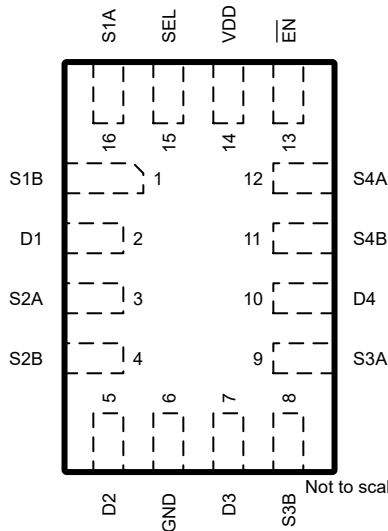 S1A SEL VDD EN
16 15 14 13
S1B 1 12 S4A
D1 2 11 S4B
S2A 3 10 D4
S2B 4 9 S3A
5 6 7 8
D2 GND D3 S3B
Not to scal